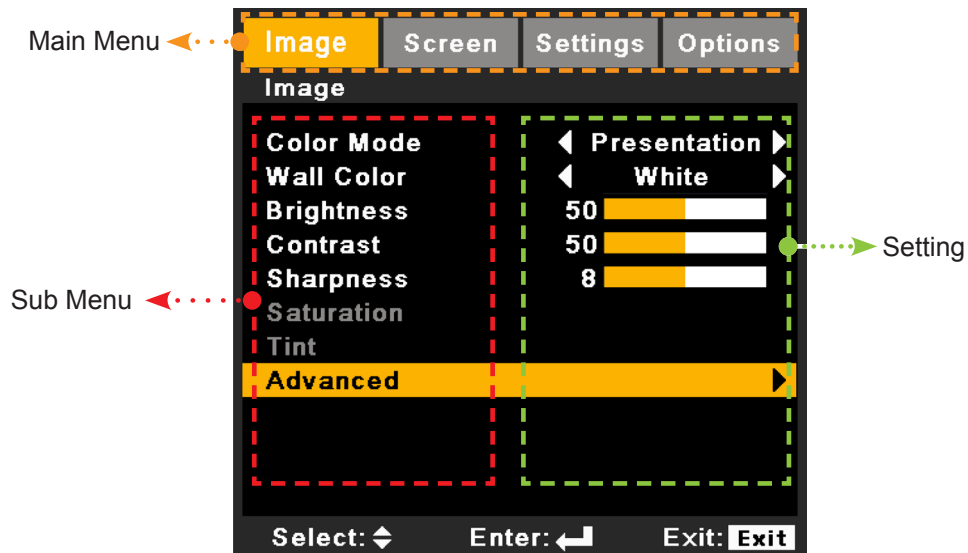 Main Menu
Image Screen Settings Options
Image
Color Mode Presentation
Wall Color White
Brightness 50
Contrast 50
Setting
Sharpness 8
Sub Menu
Saturation
Tint
Advanced
Select: Enter: Exit: Exit